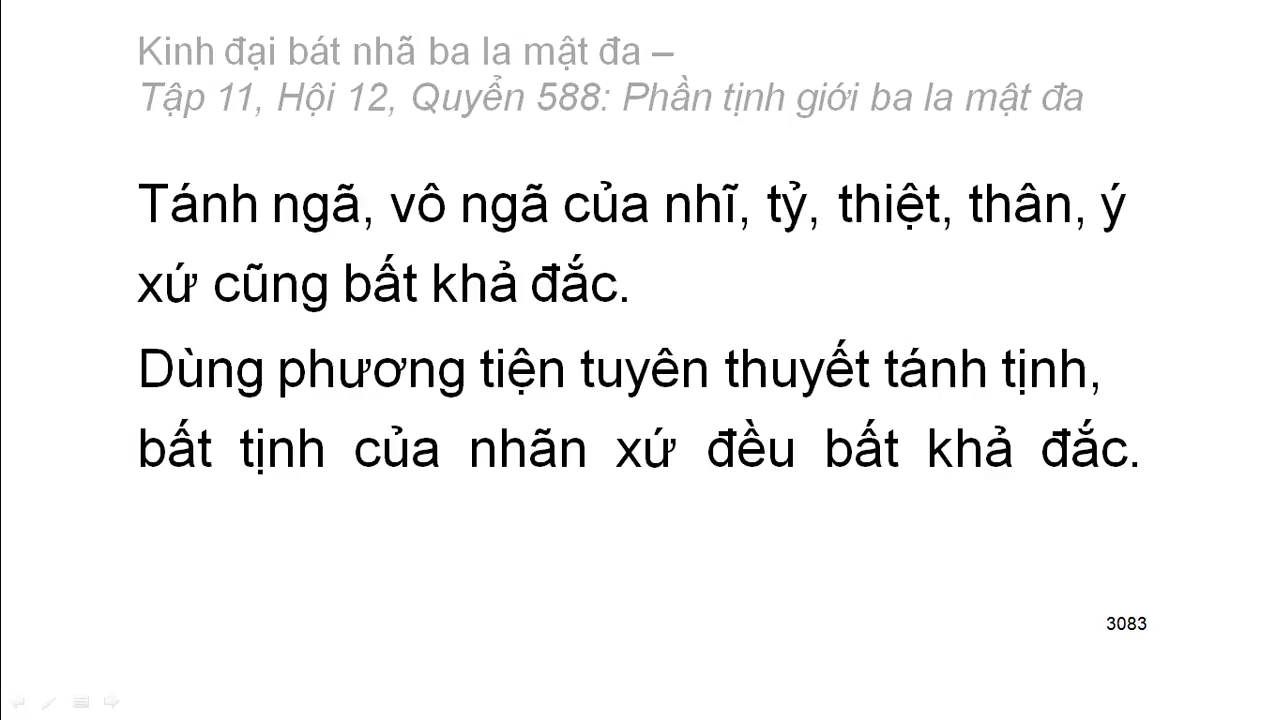 Kinh đại bát nhã ba la mật đa –
Tập 11, Hội 12, Quyển 588: Phần tịnh giới ba la mật đa
Tánh ngã, vô ngã của nhĩ, tỷ, thiệt, thân, ý
xứ cũng bất khả đắc.
Dùng phương tiện tuyên thuyết tánh tịnh,
bất tịnh của nhãn xứ đều bất khả đắc.
3083